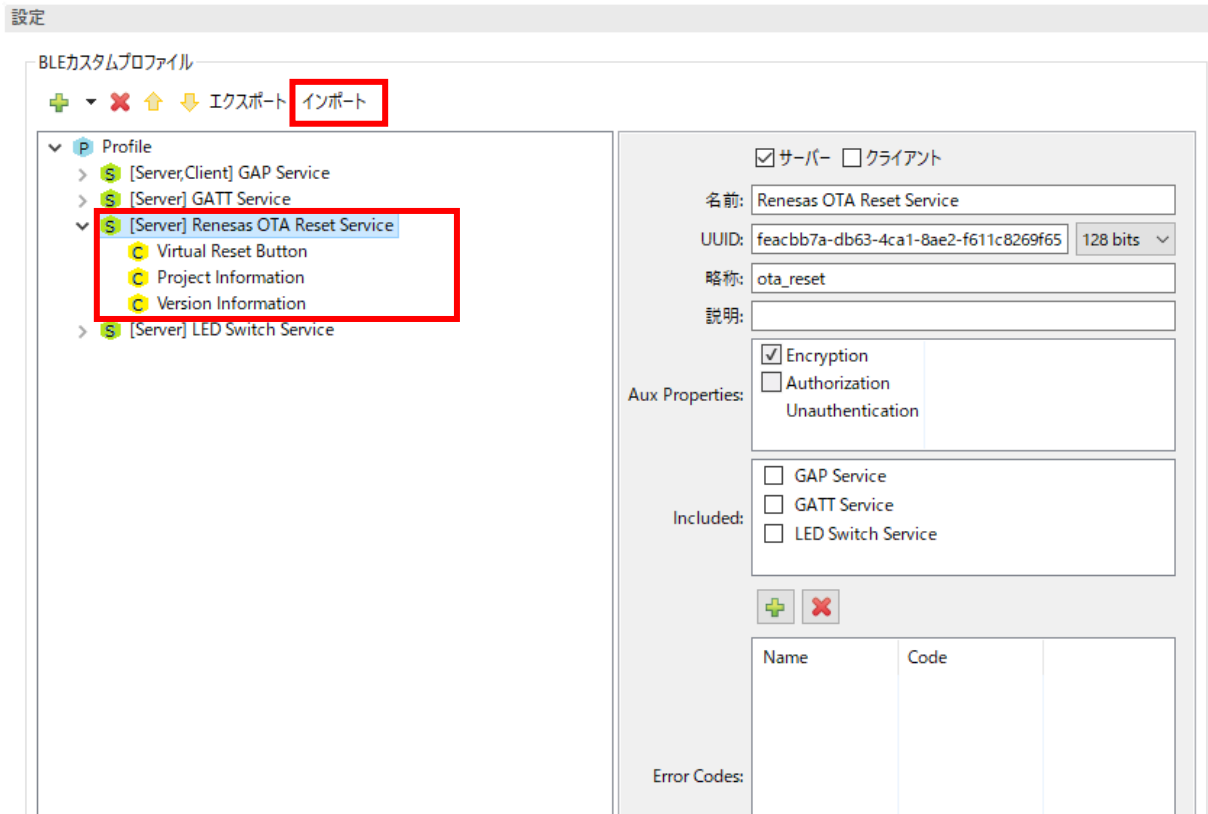 設定
BLEカスタムプロファイル
エクスポート インポート
Profile
[Server,Client] GAP Service
[Server] GATT Service
[Server] Renesas OTA Reset Service
Virtual Reset Button
Project Information
Version Information
[Server] LED Switch Service
サーバー クライアント
名前: Renesas OTA Reset Service
UUID: feacbb7a-db63-4ca1-8ae2-f611c8269f65 128 bits
略称: ota_reset
説明:
Aux Properties:
Encryption
Authorization
Unauthentication
Included:
GAP Service
GATT Service
LED Switch Service
Name Code
Error Codes: